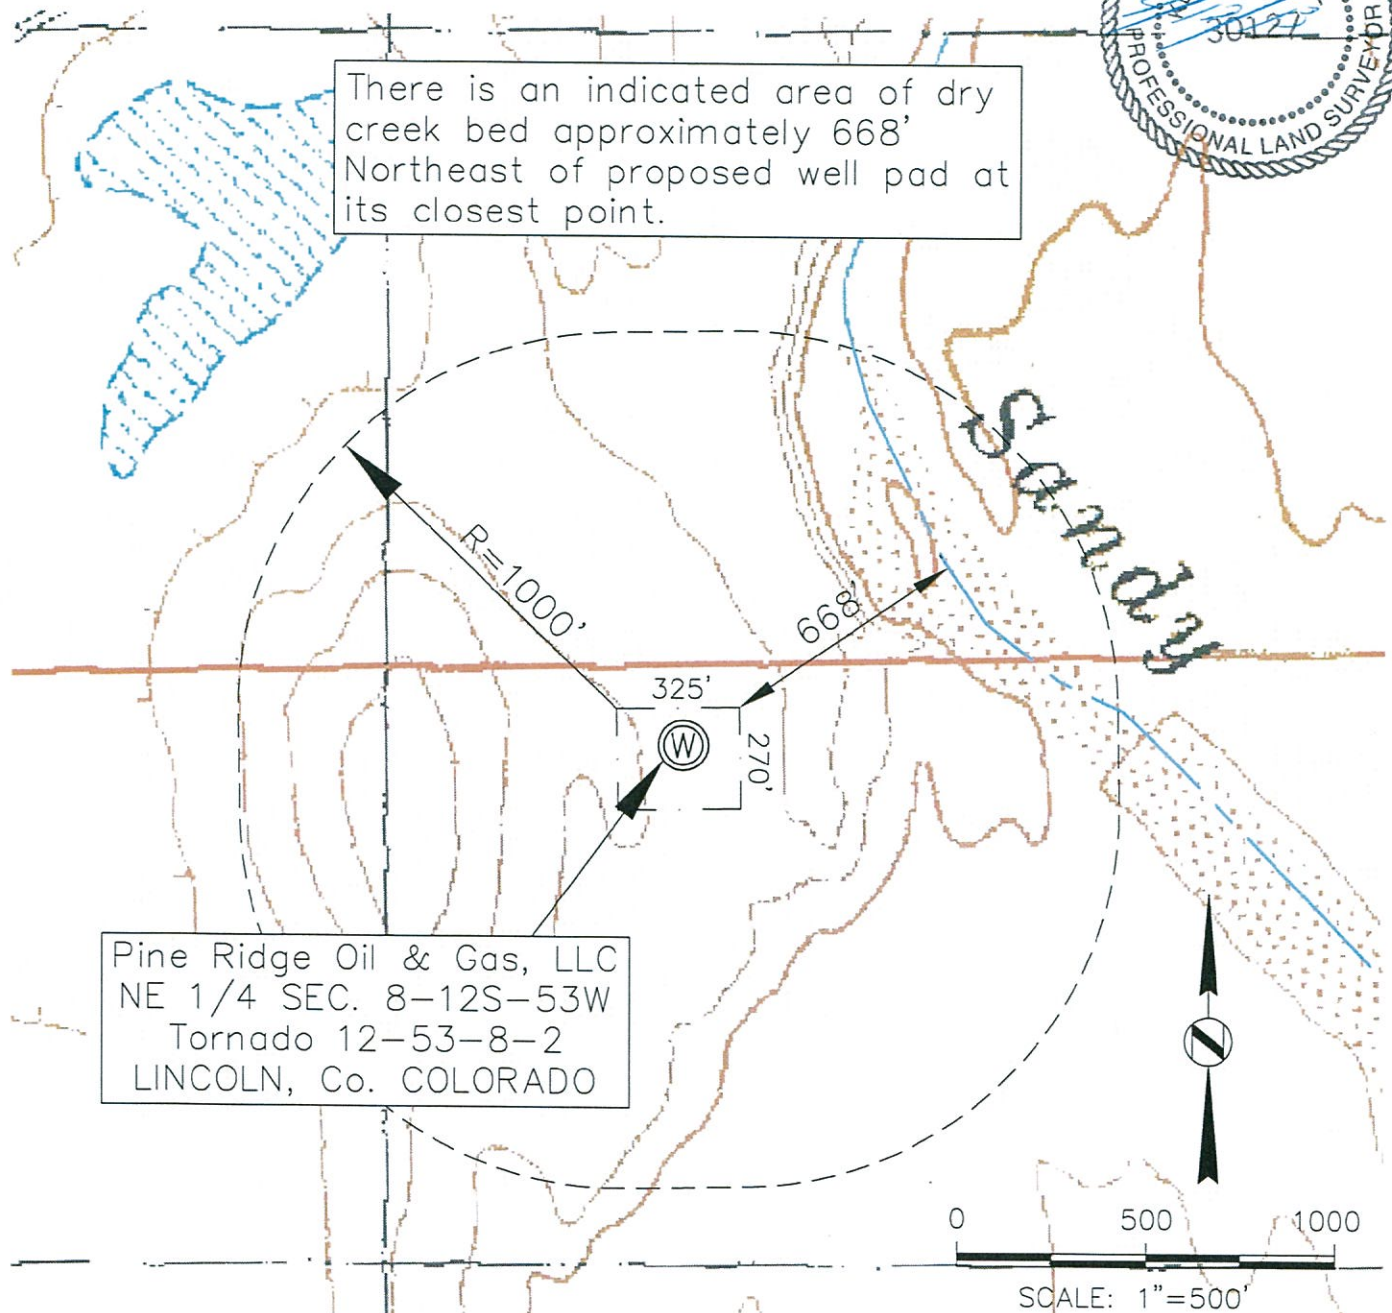 30127
PROFESSIONAL LAND SURVEYOR
There is an indicated area of dry
creek bed approximately 668'
Northeast of proposed well pad at
its closest point.
Sandy
R=1000'
668'
325'
W
270'
Pine Ridge Oil & Gas, LLC
NE 1/4 SEC. 8-12S-53W
Tornado 12-53-8-2
LINCOLN, Co. COLORADO
N
0 500 1000
SCALE: 1"=500'